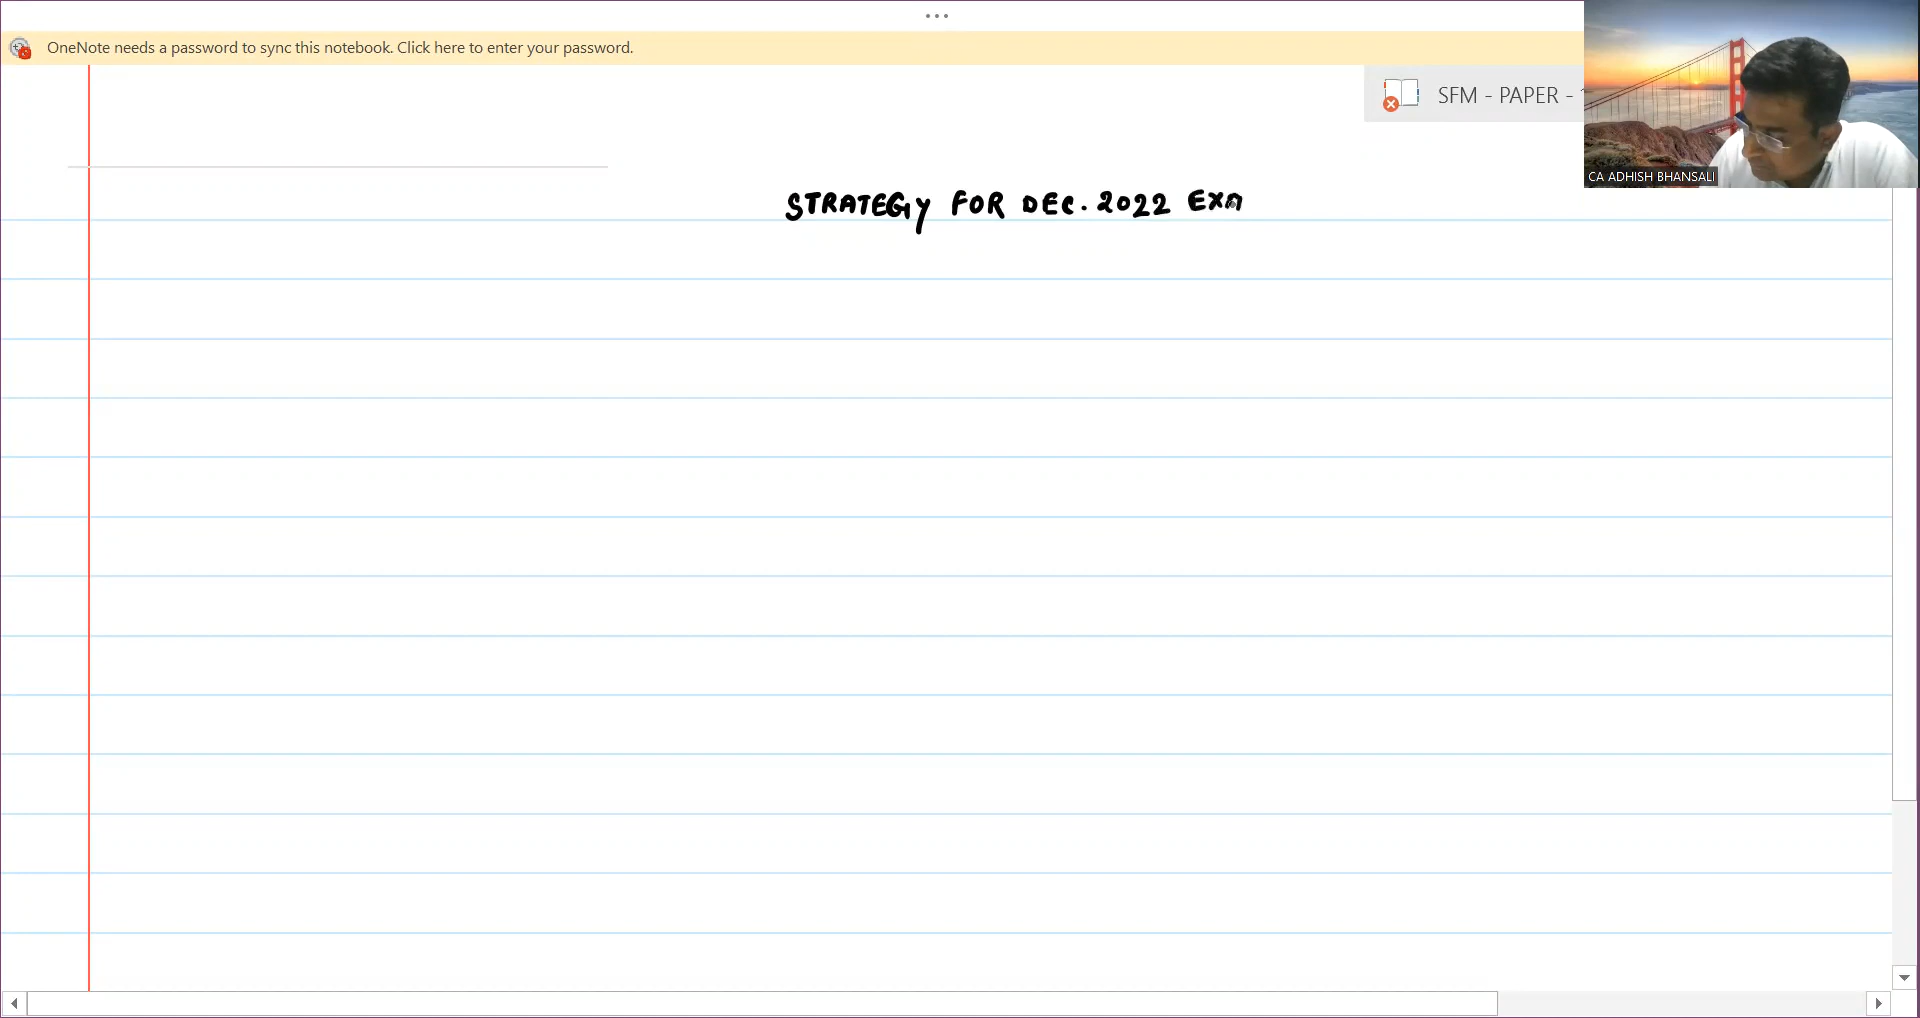 OneNote needs a password to sync this notebook. Click here to enter your password.
SFM - PAPER -
CA ADHISH BHANSALI
STRATEGY FOR DEC. 2022 EXA